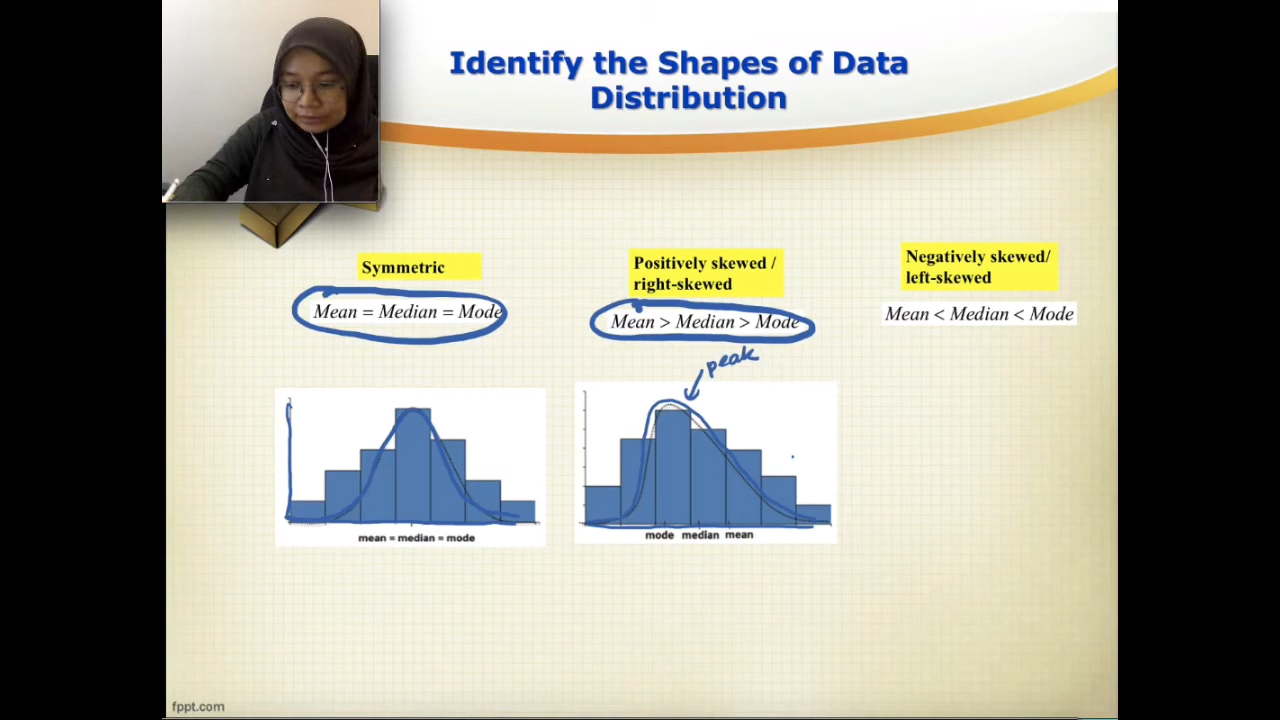 Identify the Shapes of Data
Distribution
Symmetric
Mean = Median = Mode
Positively skewed /
right-skewed
Mean > Median > Mode
Negatively skewed/
left-skewed
Mean < Median < Mode
peak
mean = median = mode
mode median mean
fppt.com